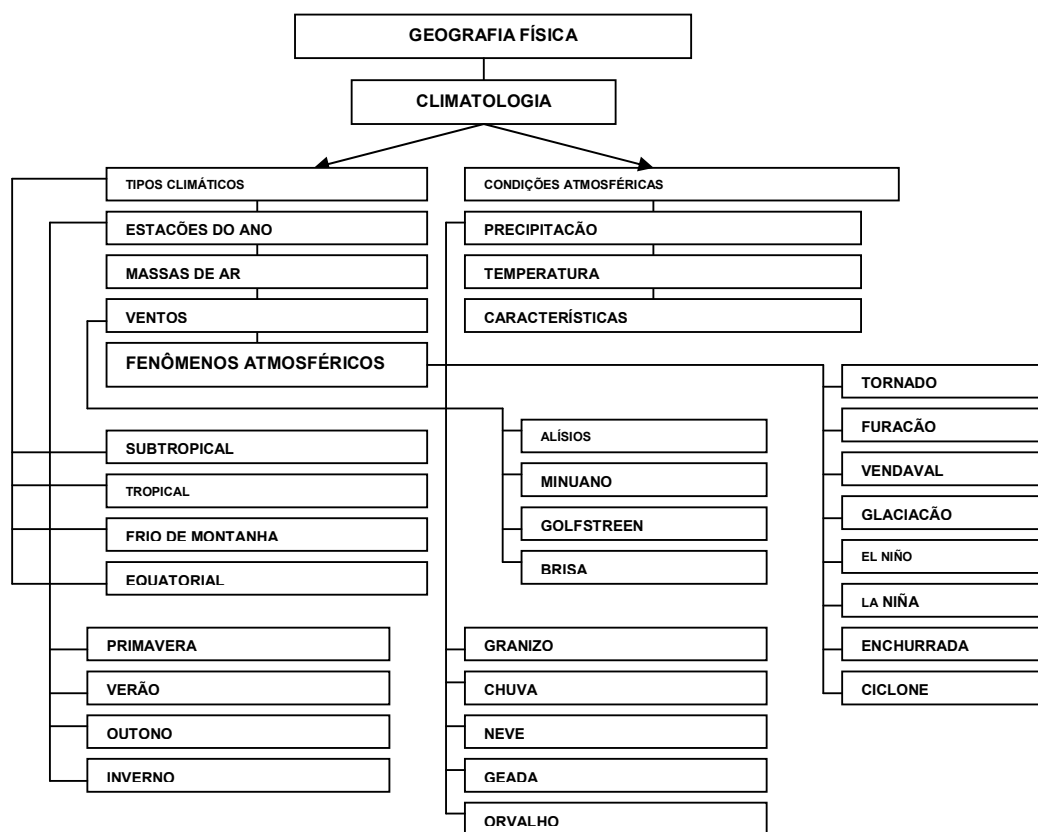 GEOGRAFIA FÍSICA
CLIMATOLOGIA
TIPOS CLIMÁTICOS
CONDIÇÕES ATMOSFÉRICAS
ESTACÕES DO ANO
PRECIPITACÃO
MASSAS DE AR
TEMPERATURA
VENTOS
CARACTERÍSTICAS
FENÔMENOS ATMOSFÉRICOS
TORNADO
FURACÃO
VENDAVAL
GLACIACÃO
EL NIÑO
LA NIÑA
ENCHURRADA
CICLONE
SUBTROPICAL
TROPICAL
FRIO DE MONTANHA
EQUATORIAL
ALÍSIOS
MINUANO
GOLFSTREEN
BRISA
PRIMAVERA
VERÃO
OUTONO
INVERNO
GRANIZO
CHUVA
NEVE
GEADA
ORVALHO